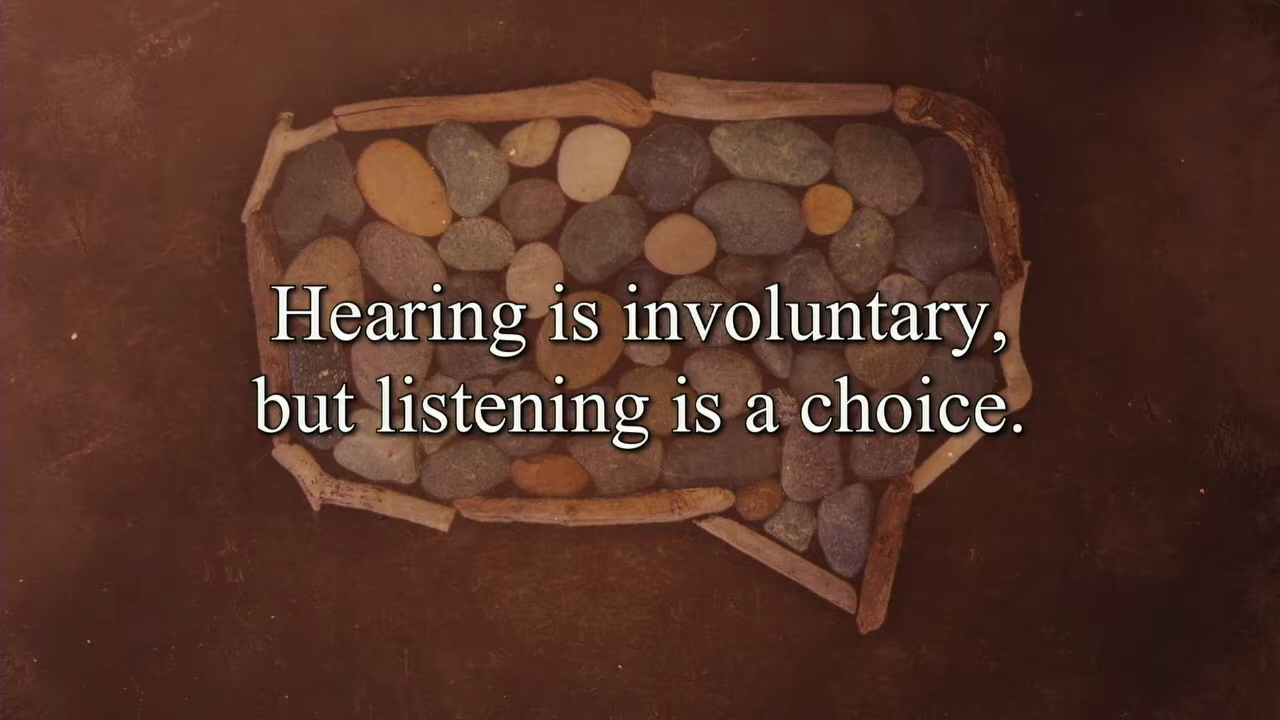 Hearing is involuntary,
but listening is a choice.